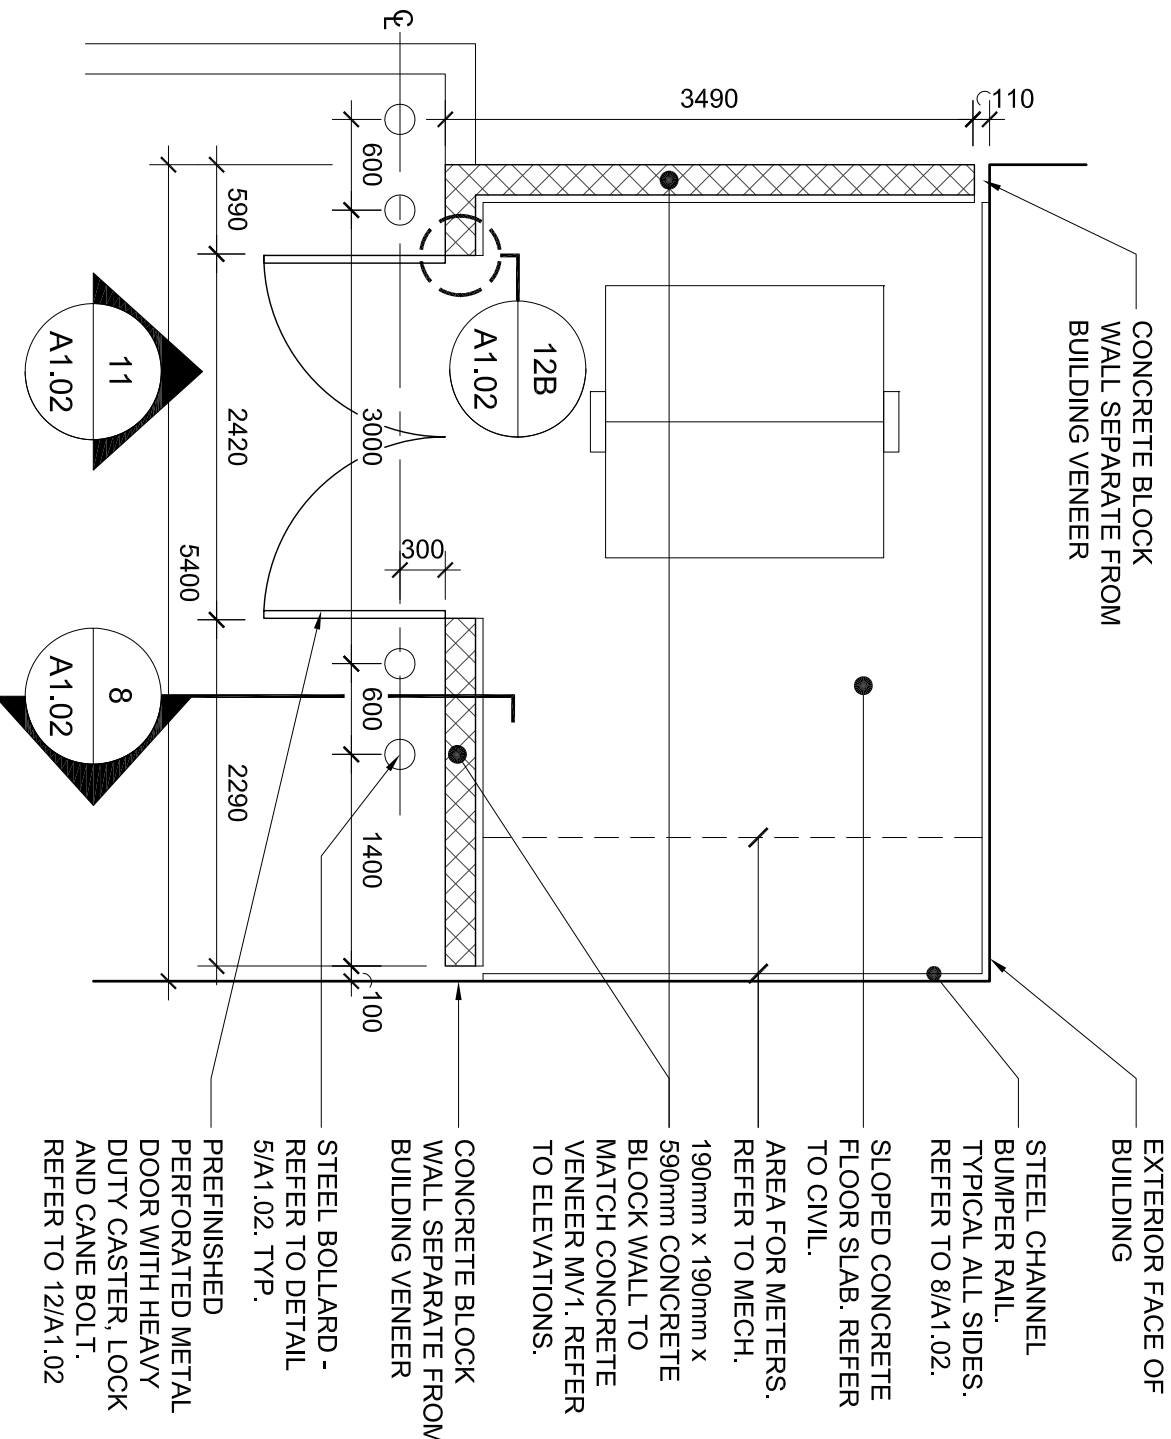 CONCRETE BLOCK
WALL SEPARATE FROM
BUILDING VENEER
EXTERIOR FACE OF
BUILDING
STEEL CHANNEL
BUMPER RAIL.
TYPICAL ALL SIDES.
REFER TO 8/A1.02.
SLOPED CONCRETE
FLOOR SLAB. REFER
TO CIVIL.
AREA FOR METERS.
REFER TO MECH.
190mm x 190mm x
590mm CONCRETE
BLOCK WALL TO
MATCH CONCRETE
VENEER MV1. REFER
TO ELEVATIONS.
CONCRETE BLOCK
WALL SEPARATE FROM
BUILDING VENEER
STEEL BOLLARD -
REFER TO DETAIL
5/A1.02. TYP.
PREFINISHED
PERFORATED METAL
DOOR WITH HEAVY
DUTY CASTER, LOCK
AND CANE BOLT.
REFER TO 12/A1.02
110
3490
CL
12B
A1.02
300
600
3000
600
1400
100
590
2420
2290
5400
11
A1.02
8
A1.02